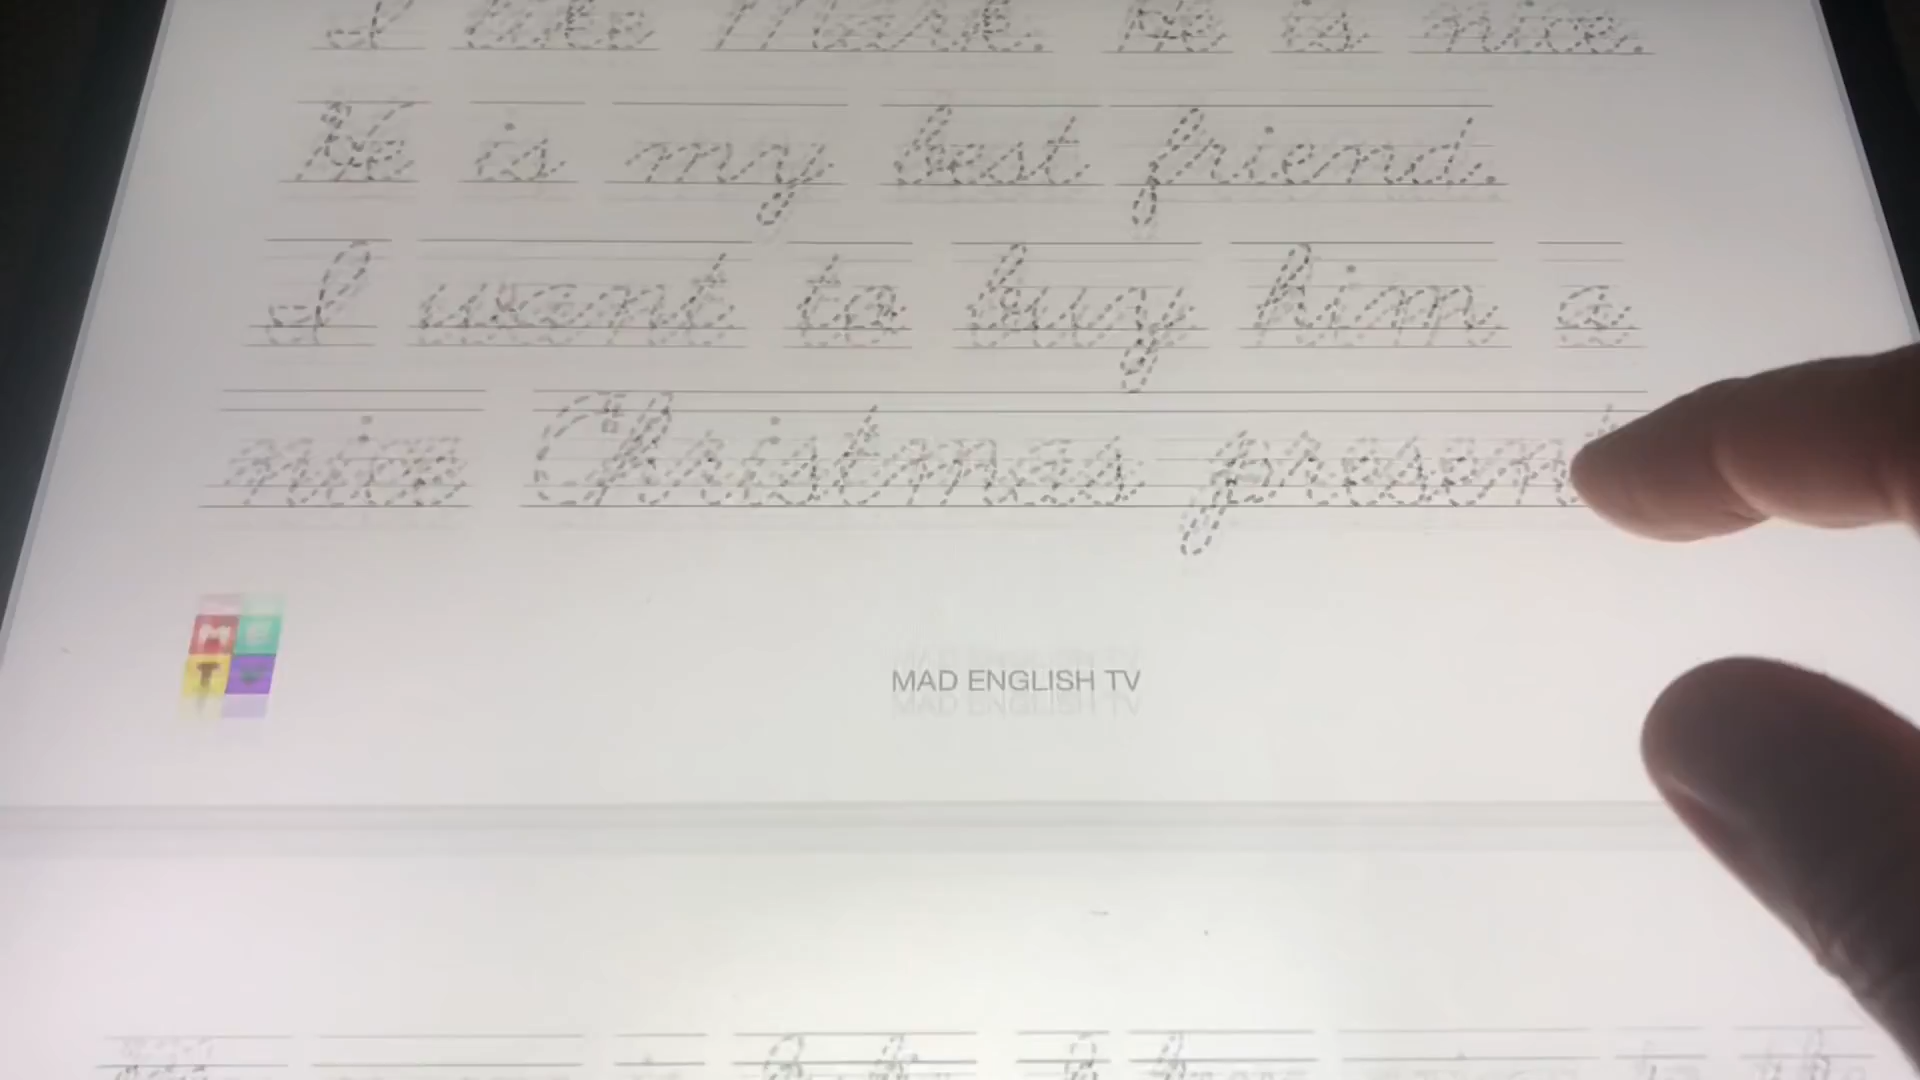 I like Mark. He is nice.
He is my best friend.
I want to buy him a
nice Christmas present
M E
T V
MAD ENGLISH TV